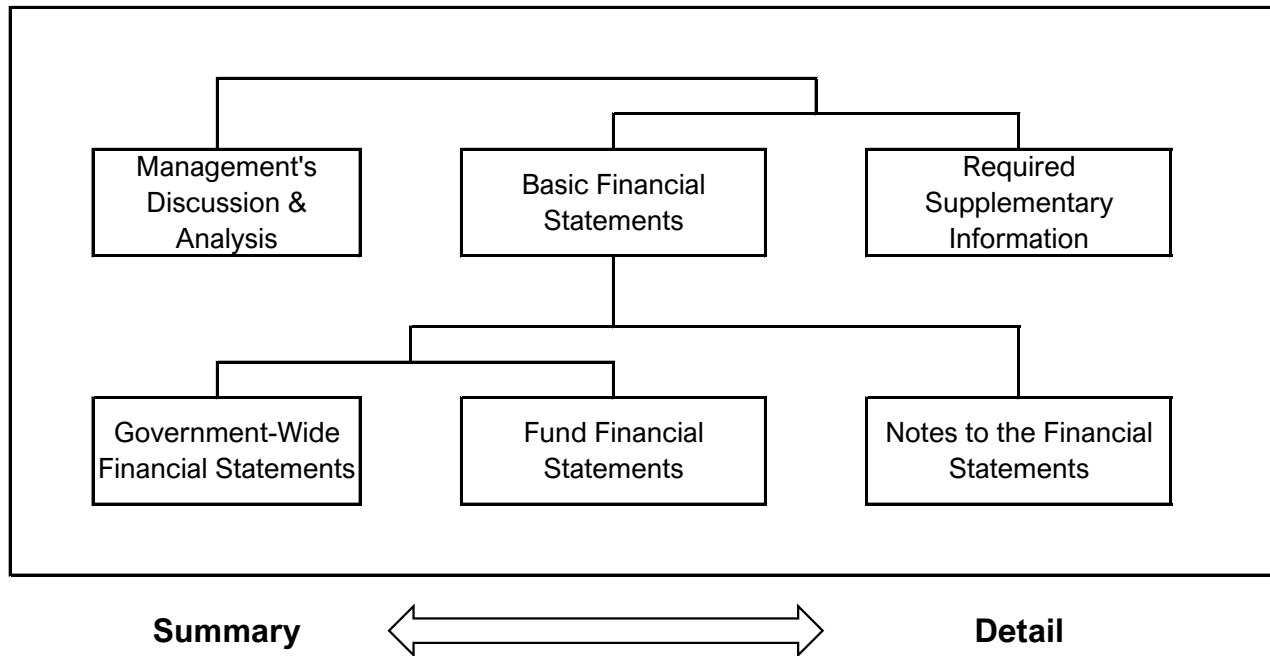 Management's
Discussion &
Analysis
Basic Financial
Statements
Required
Supplementary
Information
Government-Wide
Financial Statements
Fund Financial
Statements
Notes to the Financial
Statements
Summary
Detail